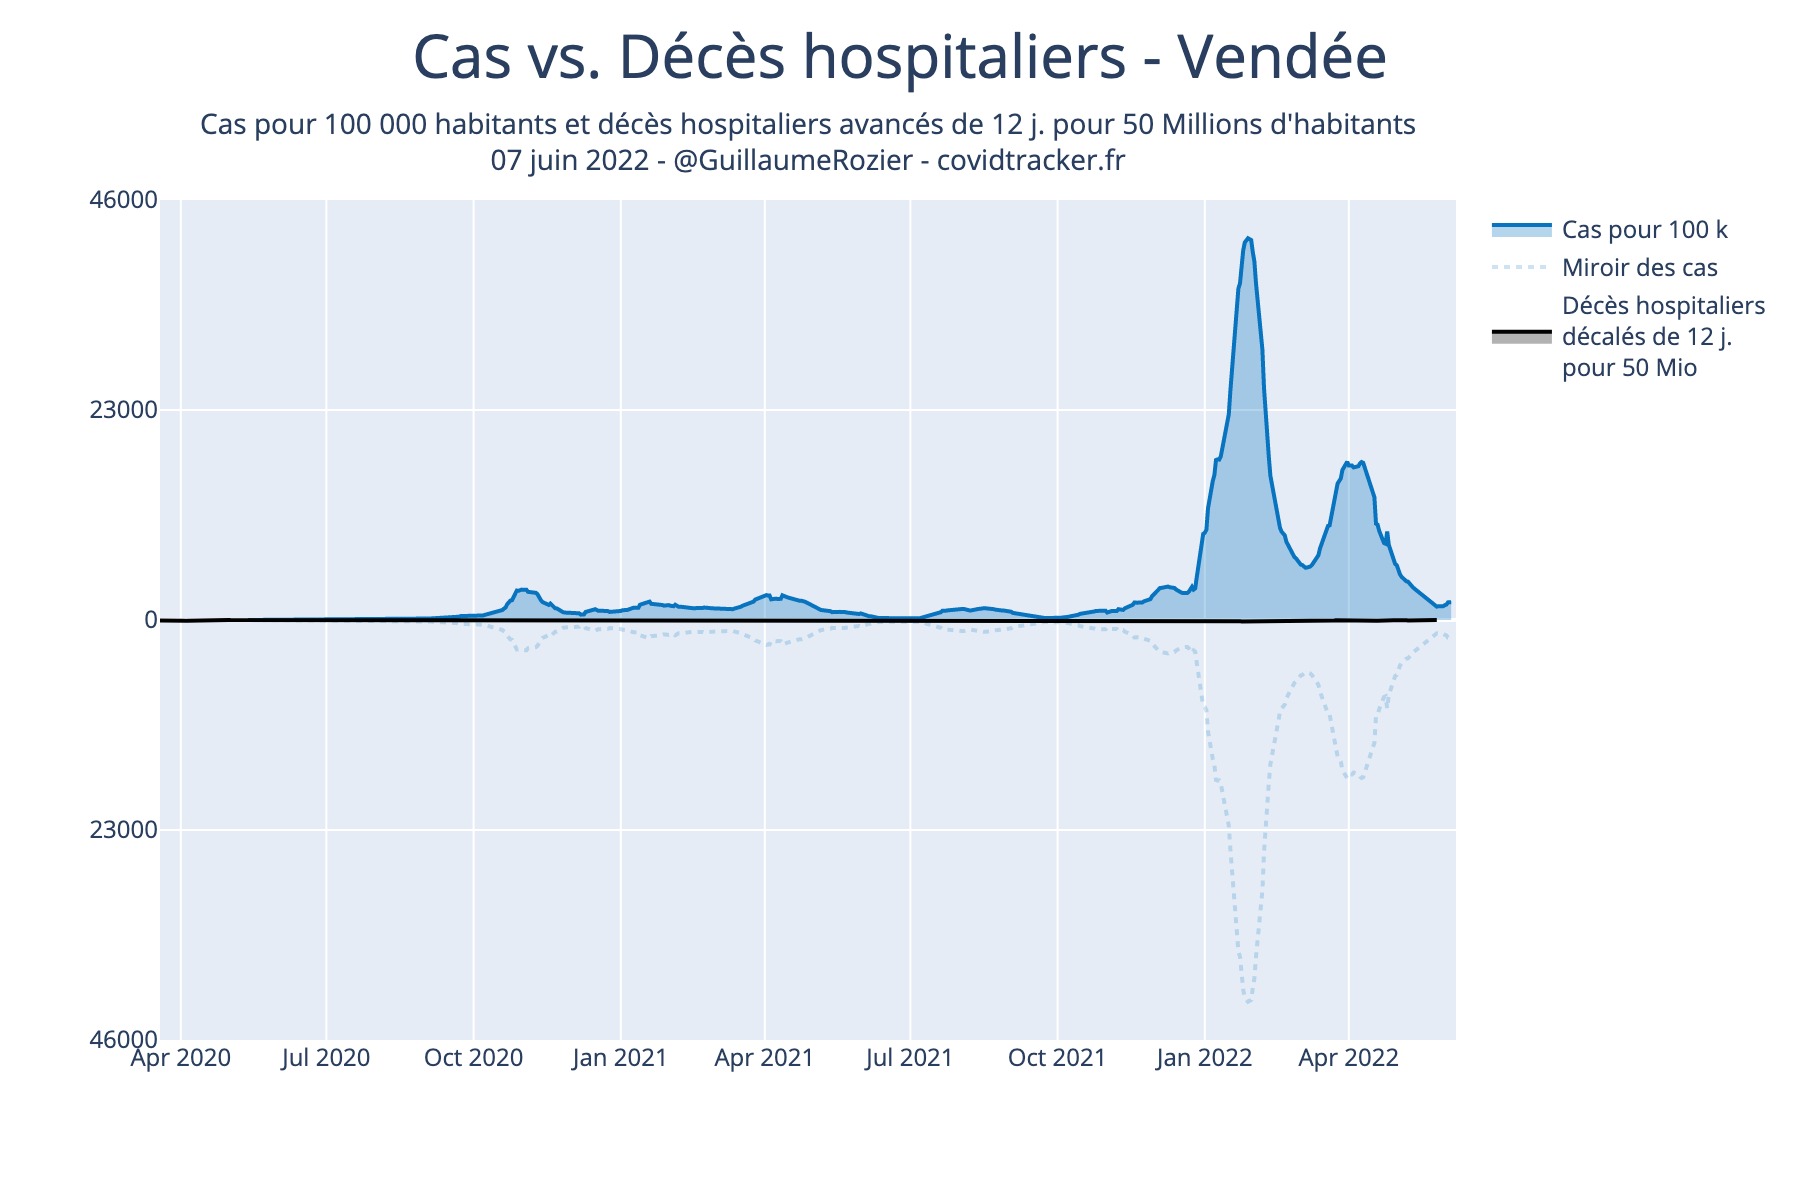 Cas vs. Décès hospitaliers - Vendée
Cas pour 100 000 habitants et décès hospitaliers avancés de 12 j. pour 50 Millions d'habitants
07 juin 2022 - @GuillaumeRozier - covidtracker.fr
46000
23000
0
23000
46000
Apr 2020 Jul 2020 Oct 2020 Jan 2021 Apr 2021 Jul 2021 Oct 2021 Jan 2022 Apr 2022
Cas pour 100 k
Miroir des cas
Décès hospitaliers
décalés de 12 j.
pour 50 Mio